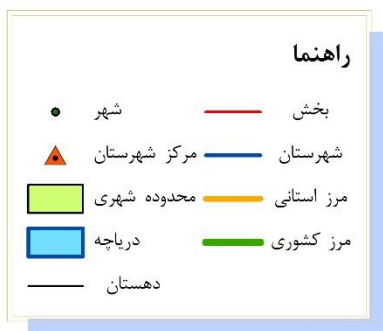 راهنما
بخش شهر
شهرستان مرکز شهرستان
مرز استانی محدوده شهری
مرز کشوری دریاچه
دهستان